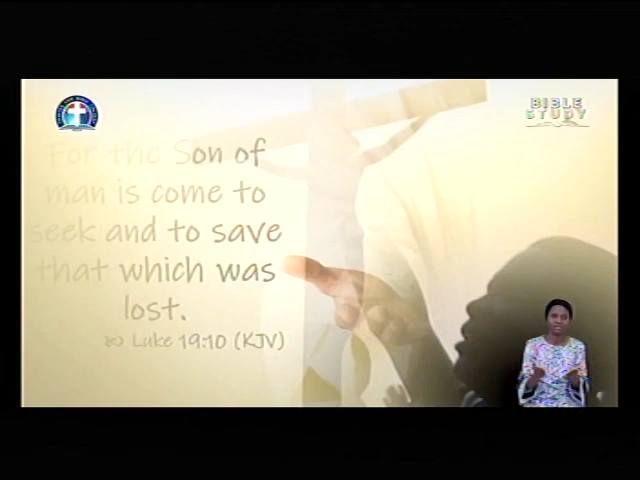 BIBLE
STUDY
For the Son of
man is come to
seek and to save
that which was
lost.
Luke 19:10 (KJV)